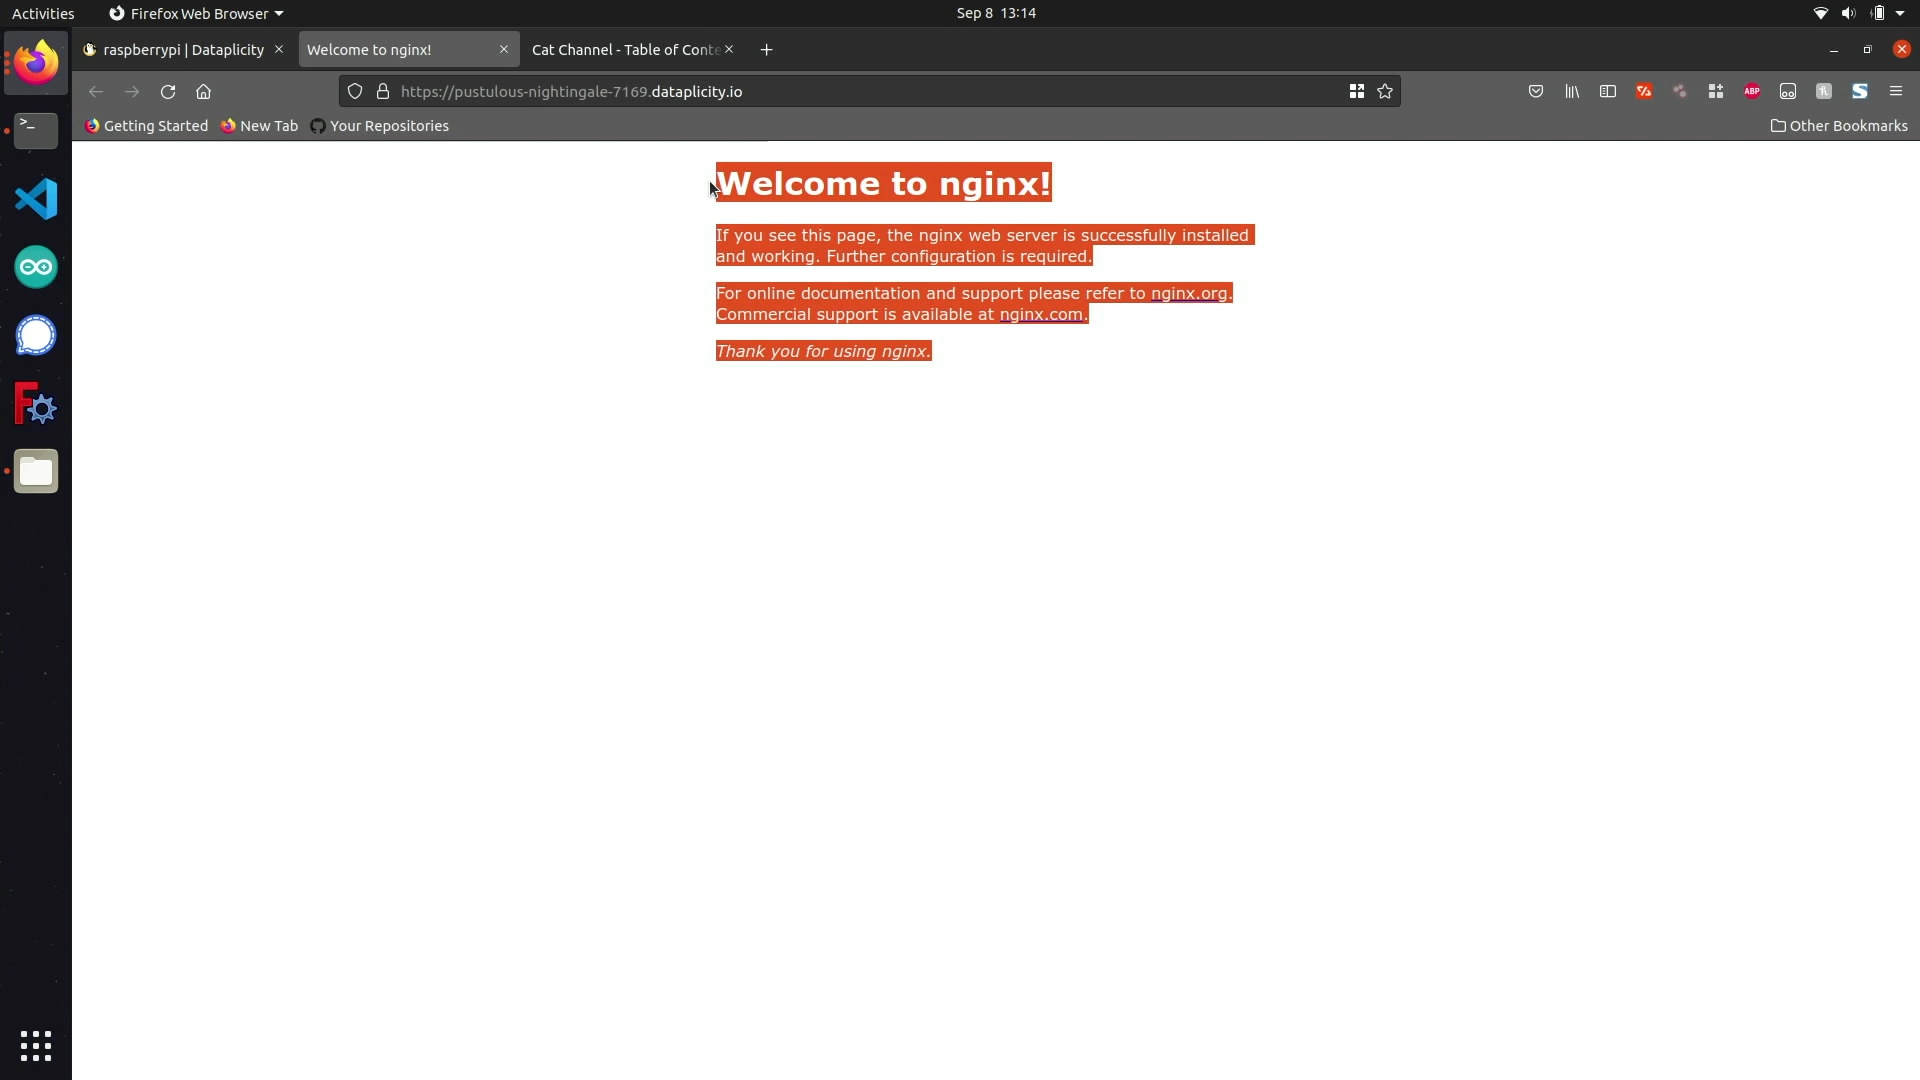 Activities
Firefox Web Browser
Sep 8 13:14
raspberrypi | Dataplicity
Welcome to nginx!
Cat Channel - Table of Conte
https://pustulous-nightingale-7169.dataplicity.io
ABP
Getting Started
New Tab
Your Repositories
Other Bookmarks
Welcome to nginx!
If you see this page, the nginx web server is successfully installed
and working. Further configuration is required.
For online documentation and support please refer to nginx.org.
Commercial support is available at nginx.com.
Thank you for using nginx.